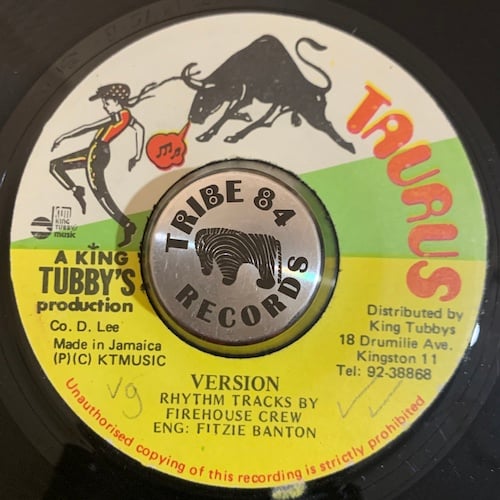 TAURUS
TRIBE 84
RECORDS
KING
TUBBYS
music
A KING
TUBBY'S
production
Co. D. Lee
Made in Jamaica
(P)(C) KTMUSIC
Distributed by
King Tubbys
18 Drumilie Ave.
Kingston 11
Tel: 92-38868
vg
VERSION
RHYTHM TRACKS BY
FIREHOUSE CREW
ENG: FITZIE BANTON
Unauthorised copying of this recording is strictly prohibited